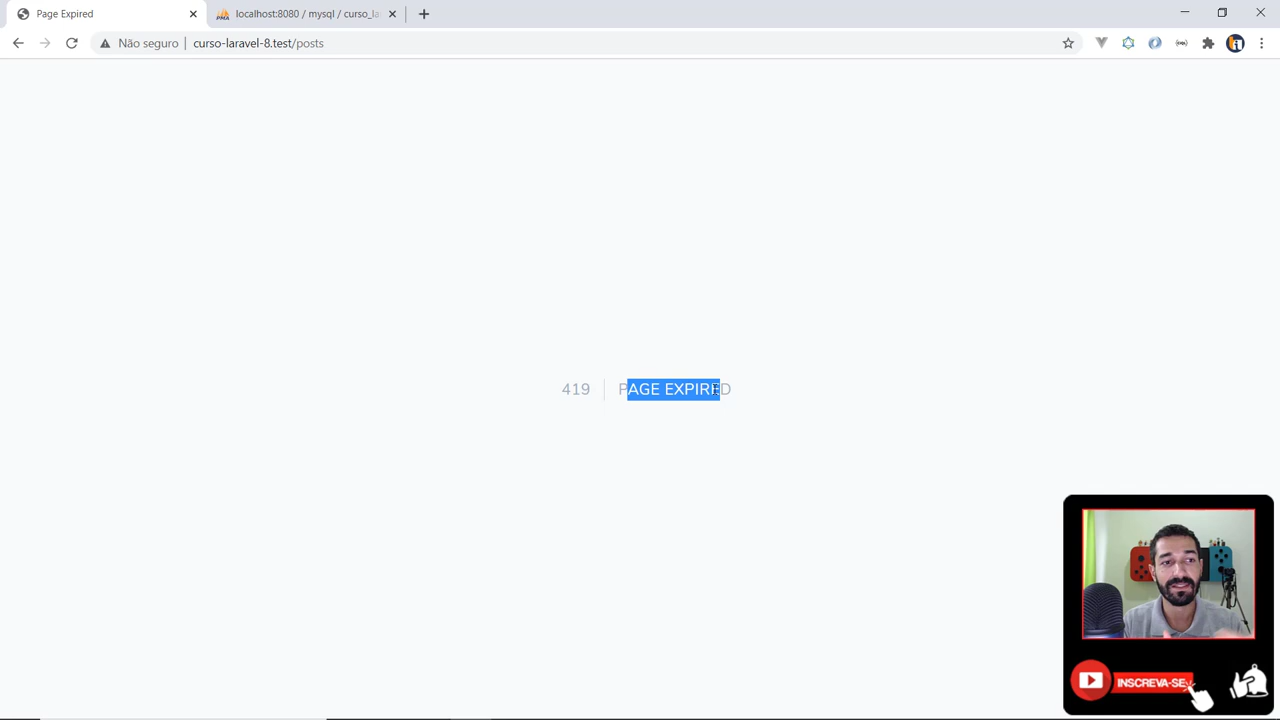 Page Expired
localhost:8080 / mysql / curso_la
Não seguro
curso-laravel-8.test/posts
419
PAGE EXPIRED
INSCREVA-SE